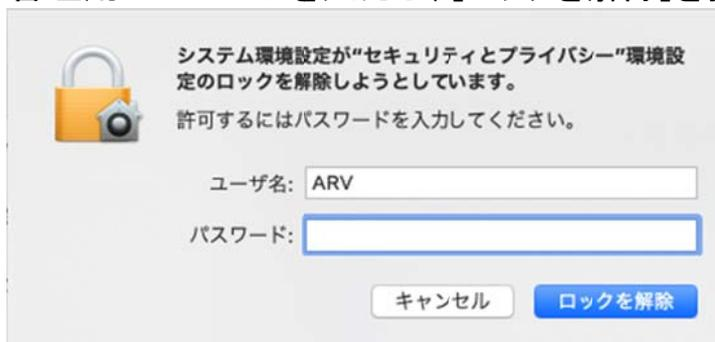 システム環境設定が“セキュリティとプライバシー”環境設
定のロックを解除しようとしています。
許可するにはパスワードを入力してください。
ユーザ名: ARV
パスワード:
キャンセル ロックを解除